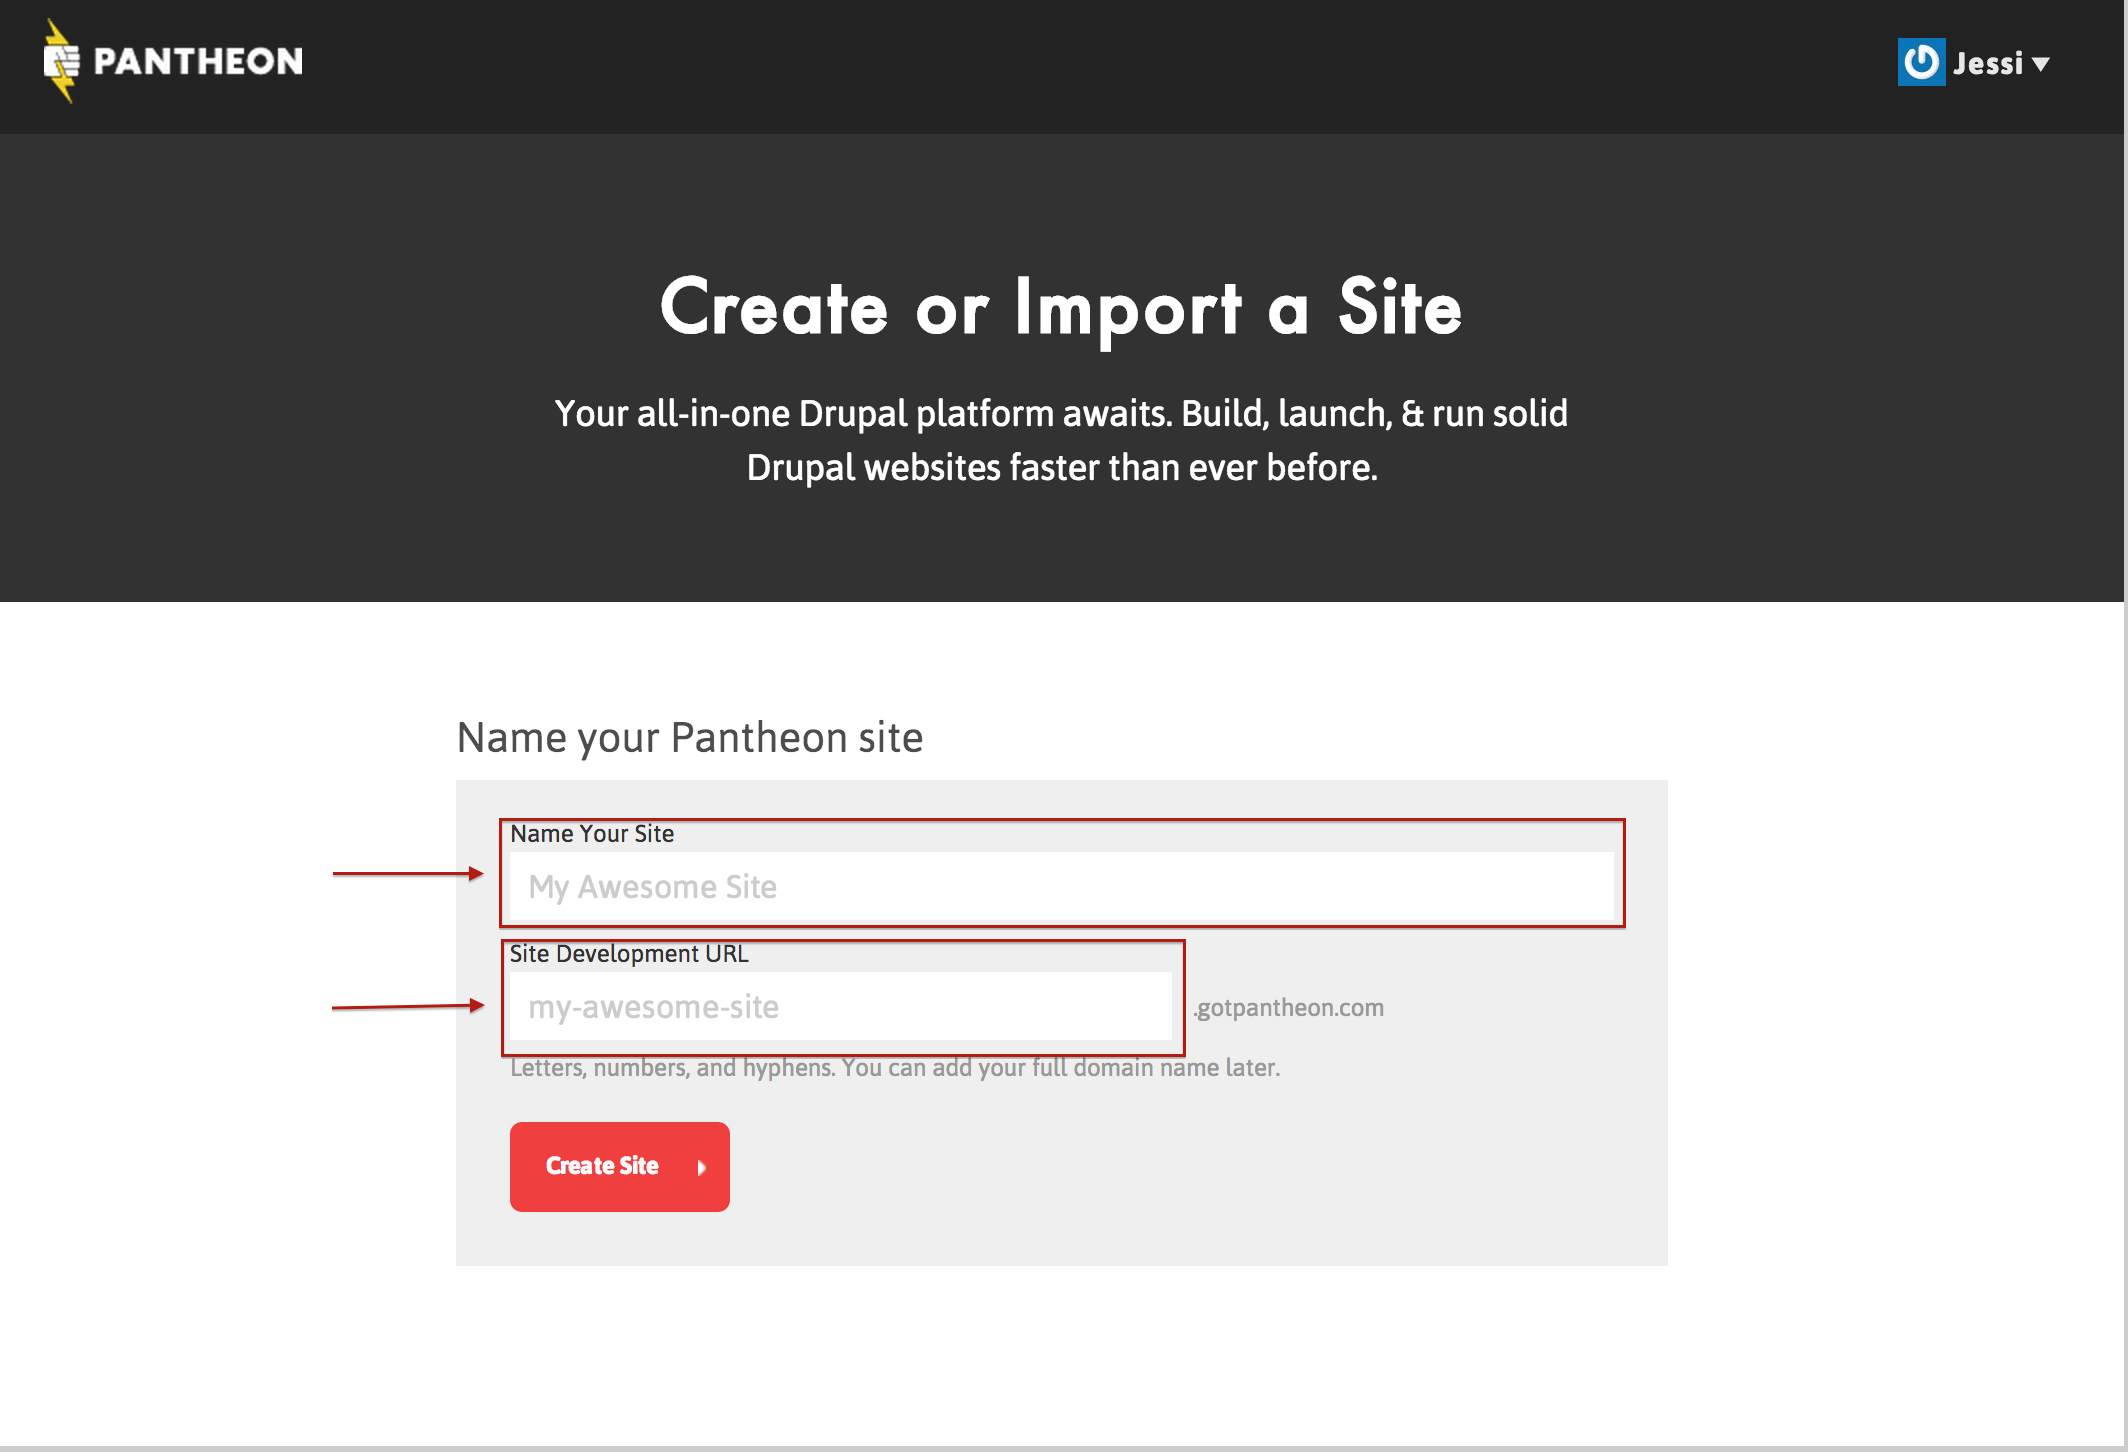 PANTHEON
Jessi
Create or Import a Site
Your all-in-one Drupal platform awaits. Build, launch, & run solid
Drupal websites faster than ever before.
Name your Pantheon site
Name Your Site
My Awesome Site
Site Development URL
my-awesome-site
.gotpantheon.com
Letters, numbers, and hyphens. You can add your full domain name later.
Create Site